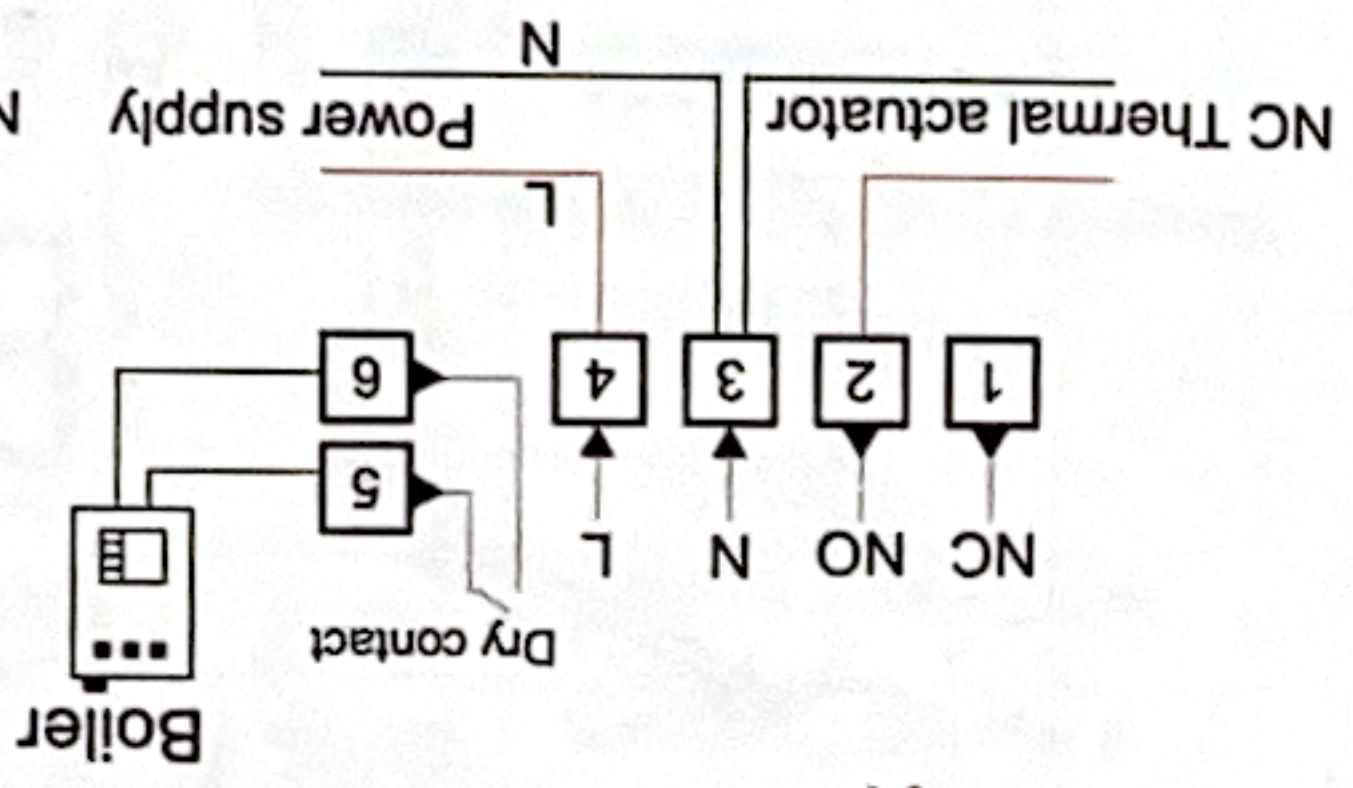 Boiler
Dry contact
NC NO N L
5
1 2 3 4 6
L
NC Thermal actuator Power supply N
N